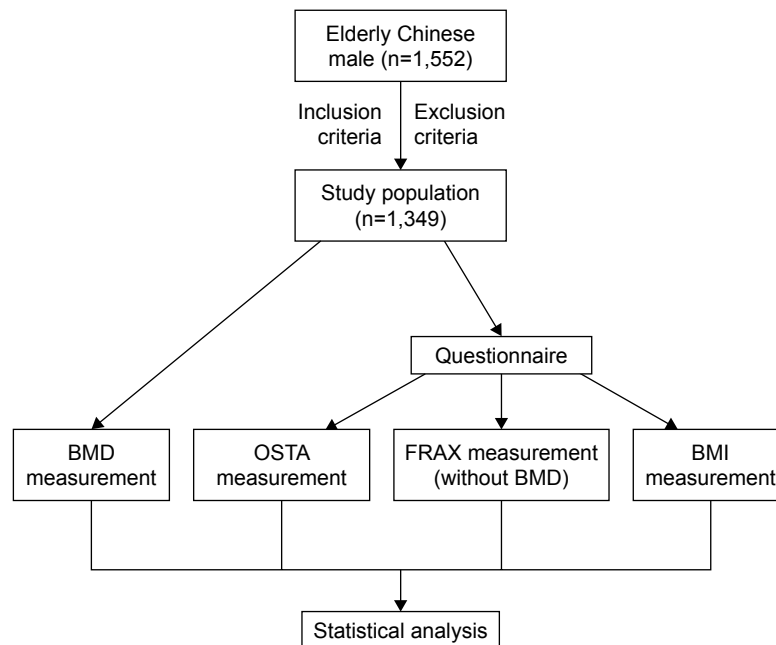 Elderly Chinese
male (n=1,552)
Inclusion
criteria
Exclusion
criteria
Study population
(n=1,349)
Questionnaire
BMD
measurement
OSTA
measurement
FRAX measurement
(without BMD)
BMI
measurement
Statistical analysis